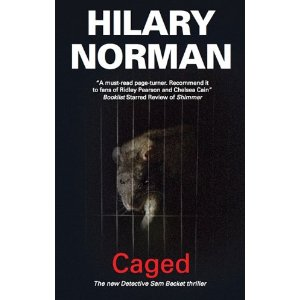 HILARY
NORMAN
"A must-read page-turner. Recommend it
to fans of Ridley Pearson and Chelsea Cain"
Booklist Starred Review of Shimmer
Caged
The new Detective Sam Becket thriller